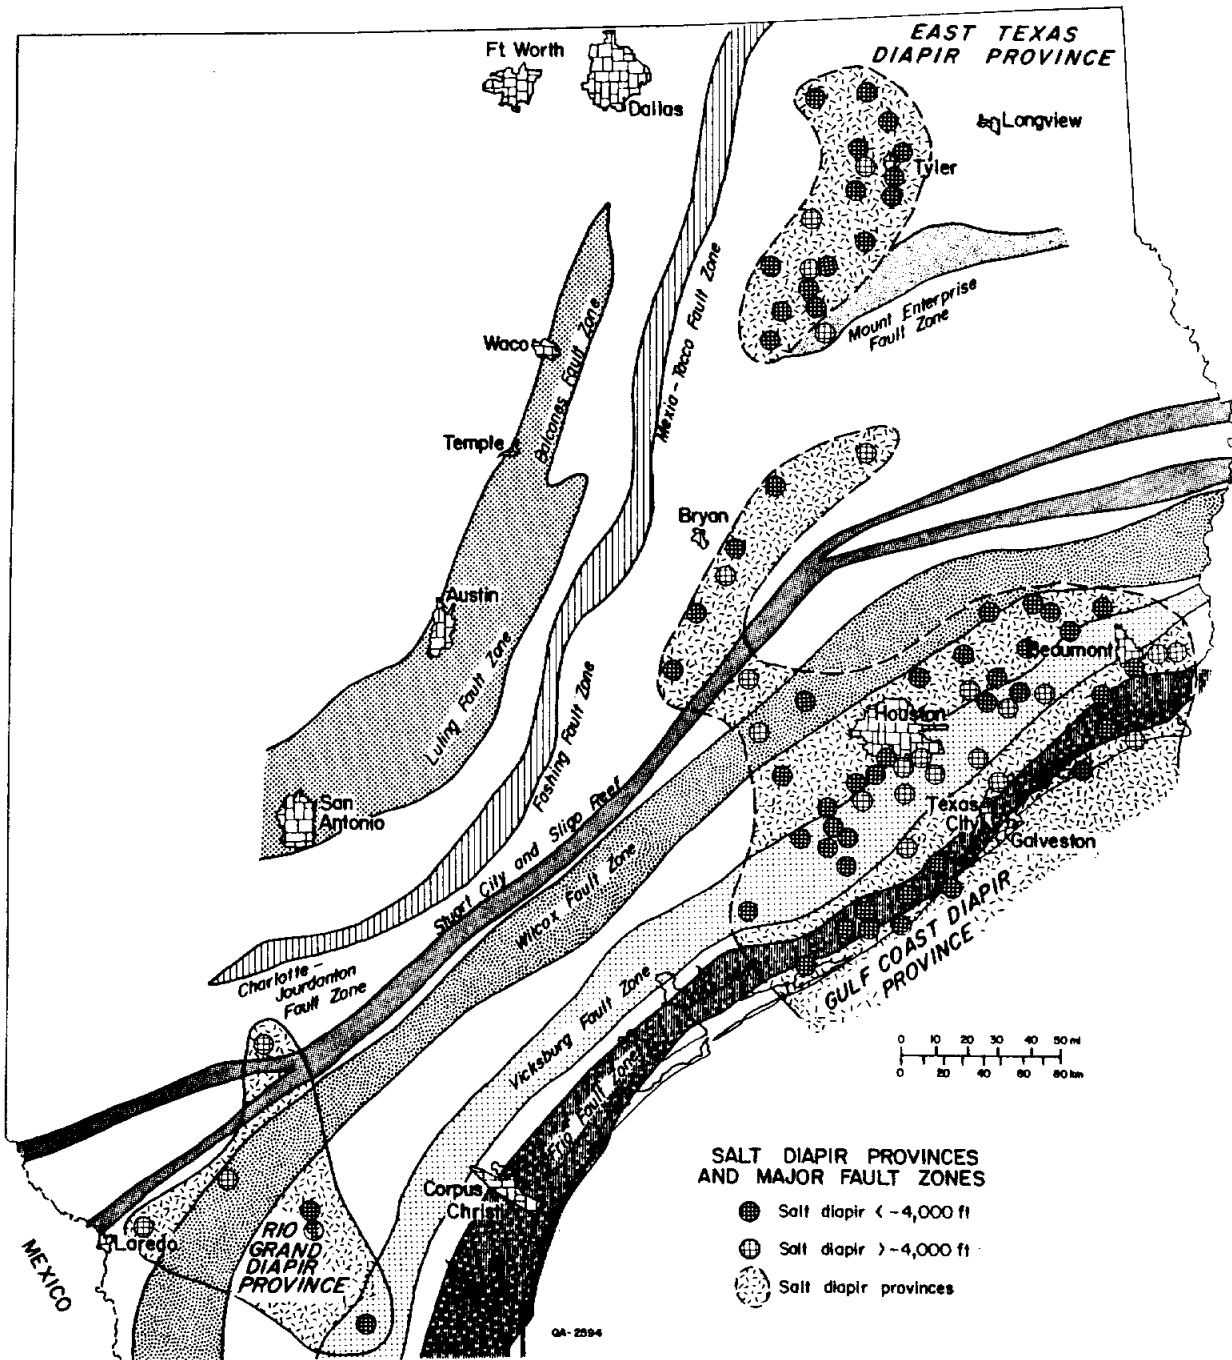 EAST TEXAS
DIAPIR PROVINCE
Ft Worth
Dallas
Longview
Tyler
Mount Enterprise
Fault Zone
Mexia-Tacco Fault Zone
Waco
Balcones Fault Zone
Temple
Bryan
Austin
Luling Fault Zone
Fashing Fault Zone
Beaumont
Houston
San
Antonio
Stuart City and Sligo Reef
Wilcox Fault Zone
Texas
City
Galveston
Charlotte-
Jourdanton
Fault Zone
Vicksburg Fault Zone
GULF COAST DIAPIR
PROVINCE
Frio Fault Zone
0 10 20 30 40 50 mi
0 20 40 60 80 km
Corpus
Christi
Laredo
MEXICO
RIO
GRAND
DIAPIR
PROVINCE
SALT DIAPIR PROVINCES
AND MAJOR FAULT ZONES
Salt diapir < ~4,000 ft
Salt diapir > ~4,000 ft
Salt diapir provinces
QA-2394